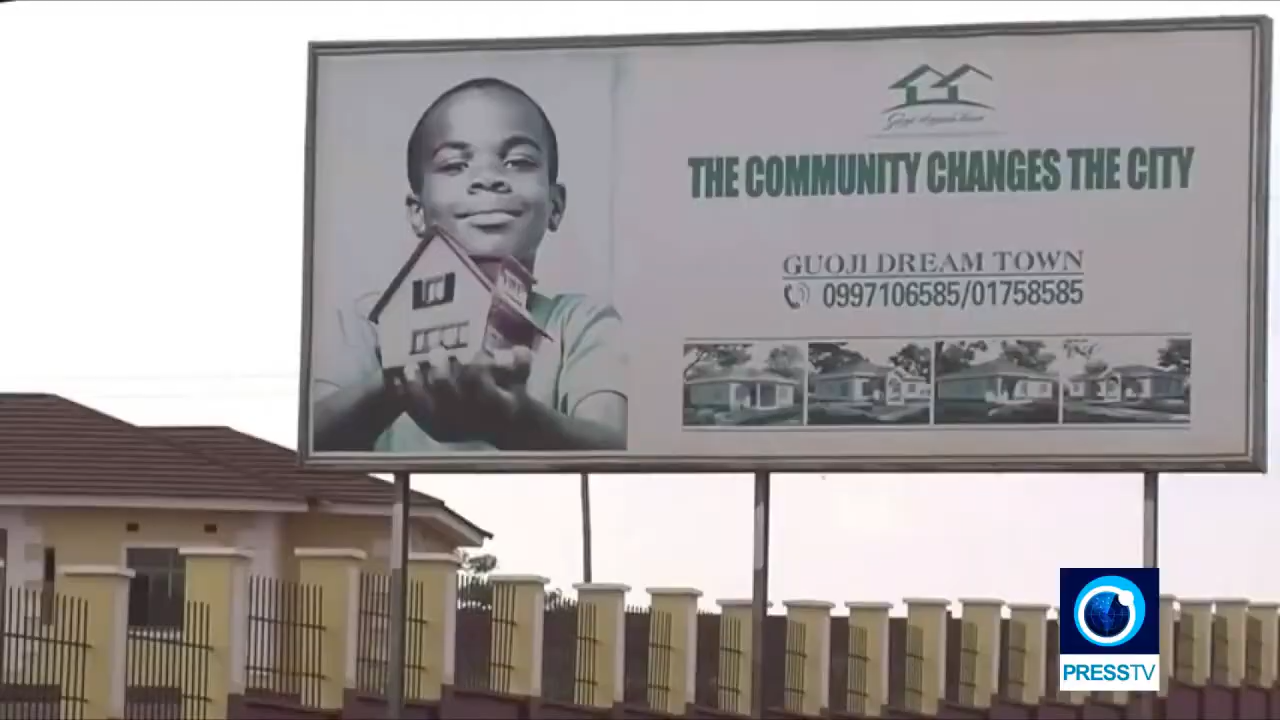 THE COMMUNITY CHANGES THE CITY
GUOJI DREAM TOWN
0997106585/01758585
PRESSTV